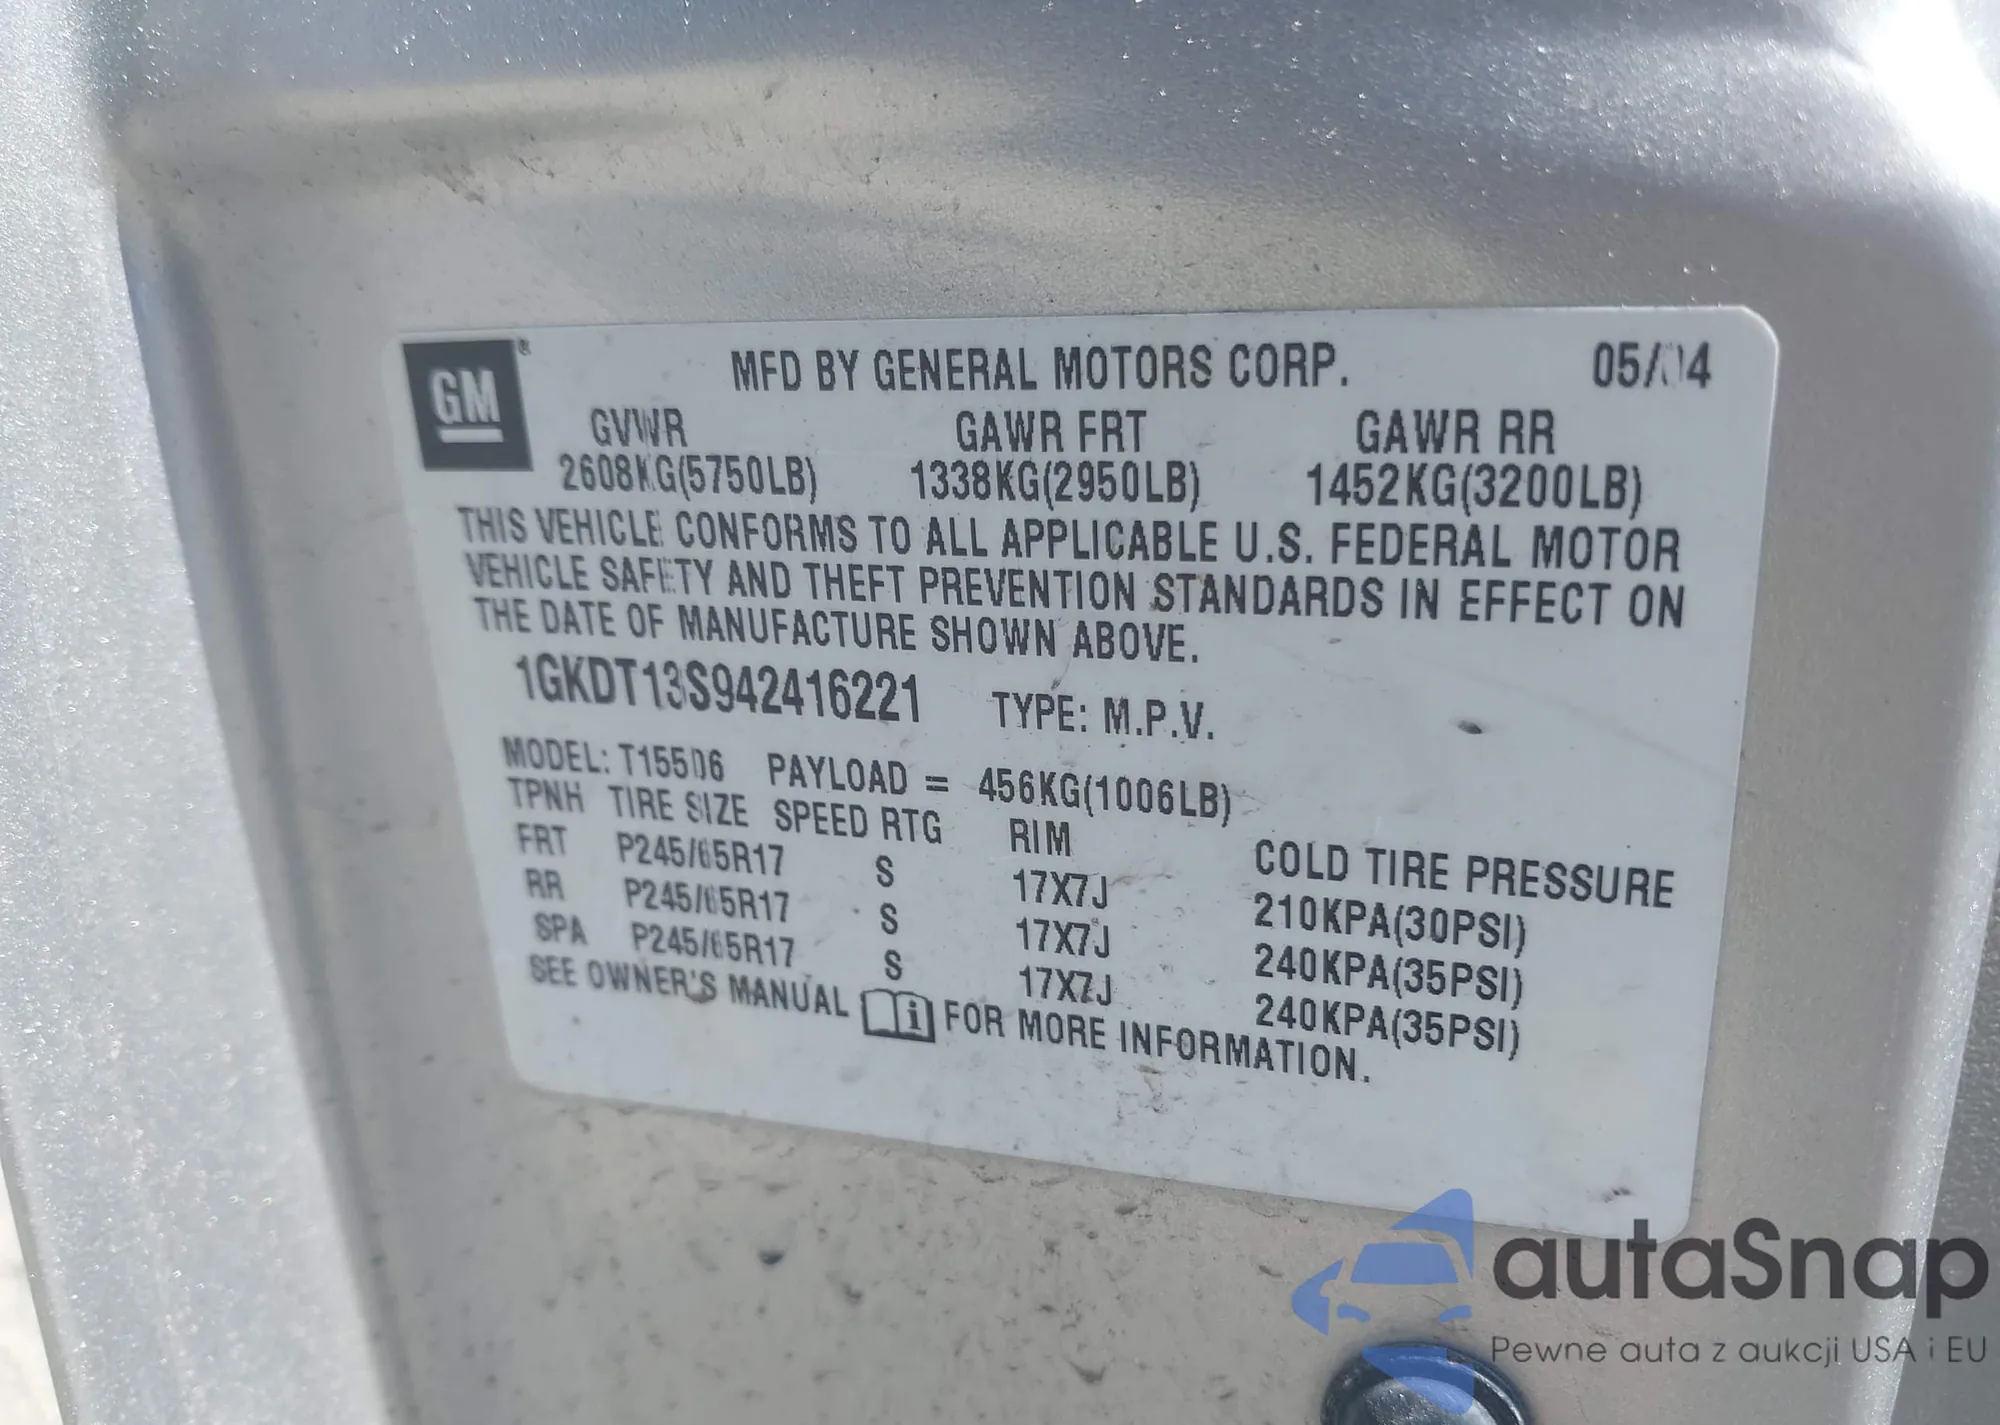 GM®
MFD BY GENERAL MOTORS CORP. 05/04
GVWR GAWR FRT GAWR RR
2608KG(5750LB) 1338KG(2950LB) 1452KG(3200LB)
THIS VEHICLE CONFORMS TO ALL APPLICABLE U.S. FEDERAL MOTOR
VEHICLE SAFETY AND THEFT PREVENTION STANDARDS IN EFFECT ON
THE DATE OF MANUFACTURE SHOWN ABOVE.
1GKDT13S942416221 TYPE: M.P.V.
MODEL: T15506 PAYLOAD = 456KG(1006LB)
TPNH TIRE SIZE SPEED RTG RIM COLD TIRE PRESSURE
FRT P245/65R17 S 17X7J 210KPA(30PSI)
RR P245/65R17 S 17X7J 240KPA(35PSI)
SPA P245/65R17 S 17X7J 240KPA(35PSI)
SEE OWNER'S MANUAL i FOR MORE INFORMATION.
autaSnap
Pewne auta z aukcji USA i EU